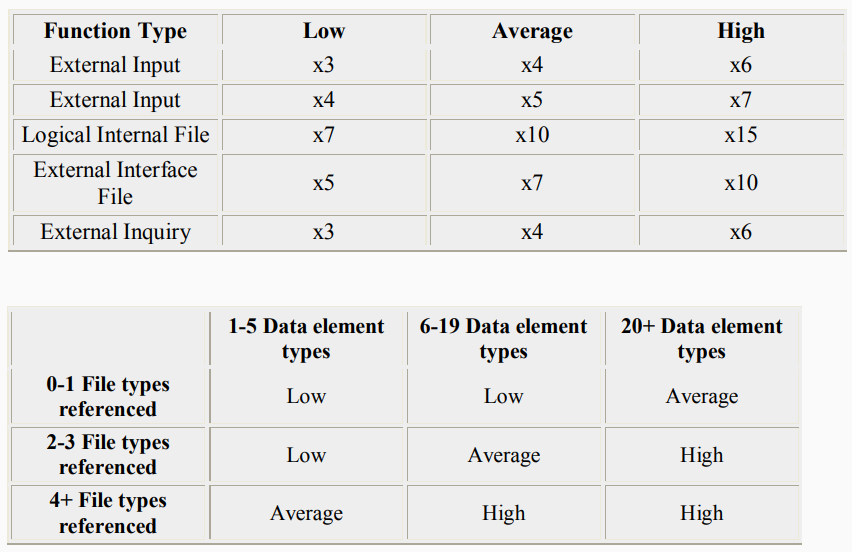 Function Type Low Average High
External Input x3 x4 x6
External Input x4 x5 x7
Logical Internal File x7 x10 x15
External Interface
File x5 x7 x10
External Inquiry x3 x4 x6
1-5 Data element
types 6-19 Data element
types 20+ Data element
types
0-1 File types
referenced Low Low Average
2-3 File types
referenced Low Average High
4+ File types
referenced Average High High